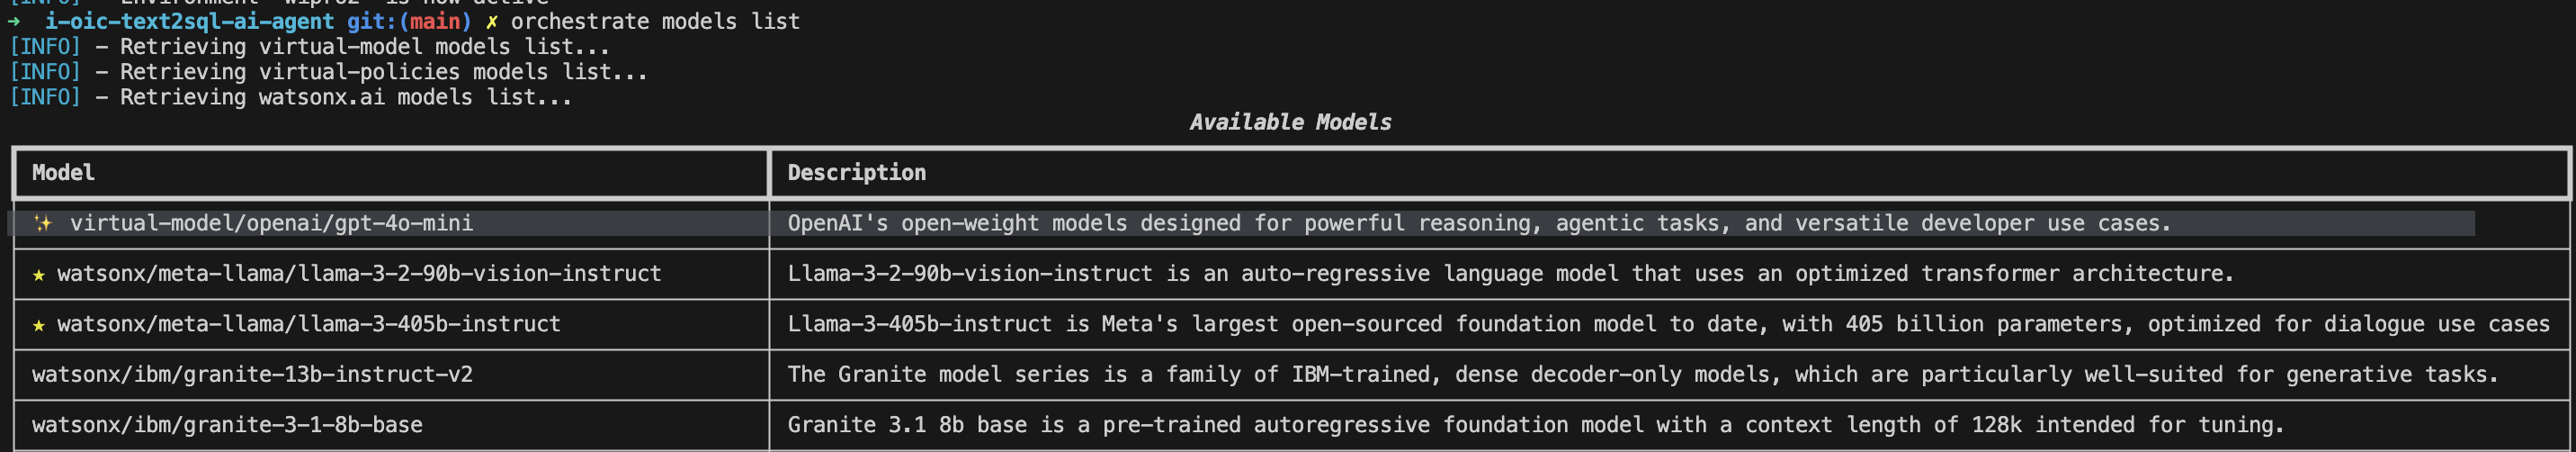 [INFO] - Environment 'wipro2' is now active
➜ i-oic-text2sql-ai-agent git:(main) ✗ orchestrate models list
[INFO] - Retrieving virtual-model models list...
[INFO] - Retrieving virtual-policies models list...
[INFO] - Retrieving watsonx.ai models list...
Available Models
Model Description
✨ virtual-model/openai/gpt-4o-mini OpenAI's open-weight models designed for powerful reasoning, agentic tasks, and versatile developer use cases.
★ watsonx/meta-llama/llama-3-2-90b-vision-instruct Llama-3-2-90b-vision-instruct is an auto-regressive language model that uses an optimized transformer architecture.
★ watsonx/meta-llama/llama-3-405b-instruct Llama-3-405b-instruct is Meta's largest open-sourced foundation model to date, with 405 billion parameters, optimized for dialogue use cases
watsonx/ibm/granite-13b-instruct-v2 The Granite model series is a family of IBM-trained, dense decoder-only models, which are particularly well-suited for generative tasks.
watsonx/ibm/granite-3-1-8b-base Granite 3.1 8b base is a pre-trained autoregressive foundation model with a context length of 128k intended for tuning.